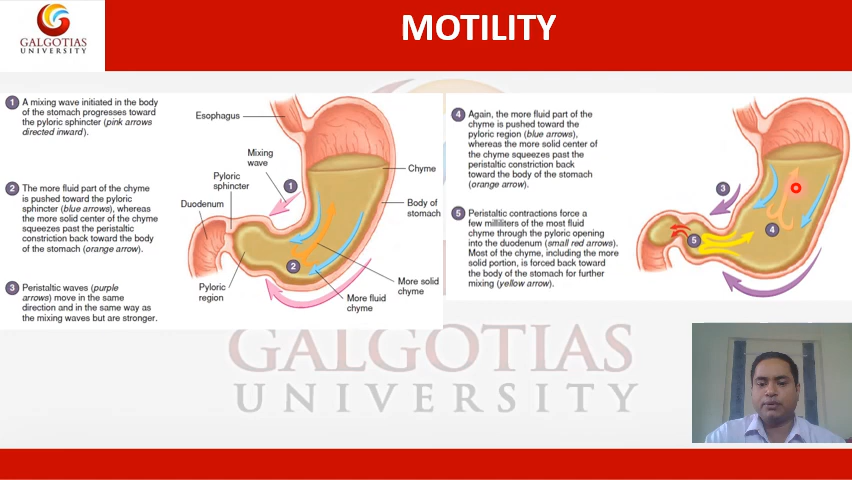 GALGOTIAS
UNIVERSITY
MOTILITY
1 A mixing wave initiated in the body
of the stomach progresses toward
the pyloric sphincter (pink arrows
directed inward).
2 The more fluid part of the chyme
is pushed toward the pyloric
sphincter (blue arrows), whereas
the more solid center of the chyme
squeezes past the peristaltic
constriction back toward the body
of the stomach (orange arrow).
3 Peristaltic waves (purple
arrows) move in the same
direction and in the same way as
the mixing waves but are stronger.
Esophagus
Mixing
wave
1
Pyloric
sphincter
Duodenum
Chyme
Body of
stomach
2
Pyloric
region
More solid
chyme
More fluid
chyme
4 Again, the more fluid part of the
chyme is pushed toward the
pyloric region (blue arrows),
whereas the more solid center of
the chyme squeezes past the
peristaltic constriction back
toward the body of the stomach
(orange arrow).
5 Peristaltic contractions force a
few milliliters of the most fluid
chyme through the pyloric opening
into the duodenum (small red arrows).
Most of the chyme, including the more
solid portion, is forced back toward
the body of the stomach for further
mixing (yellow arrow).
3
4
5
GALGOTIAS
UNIVERSITY